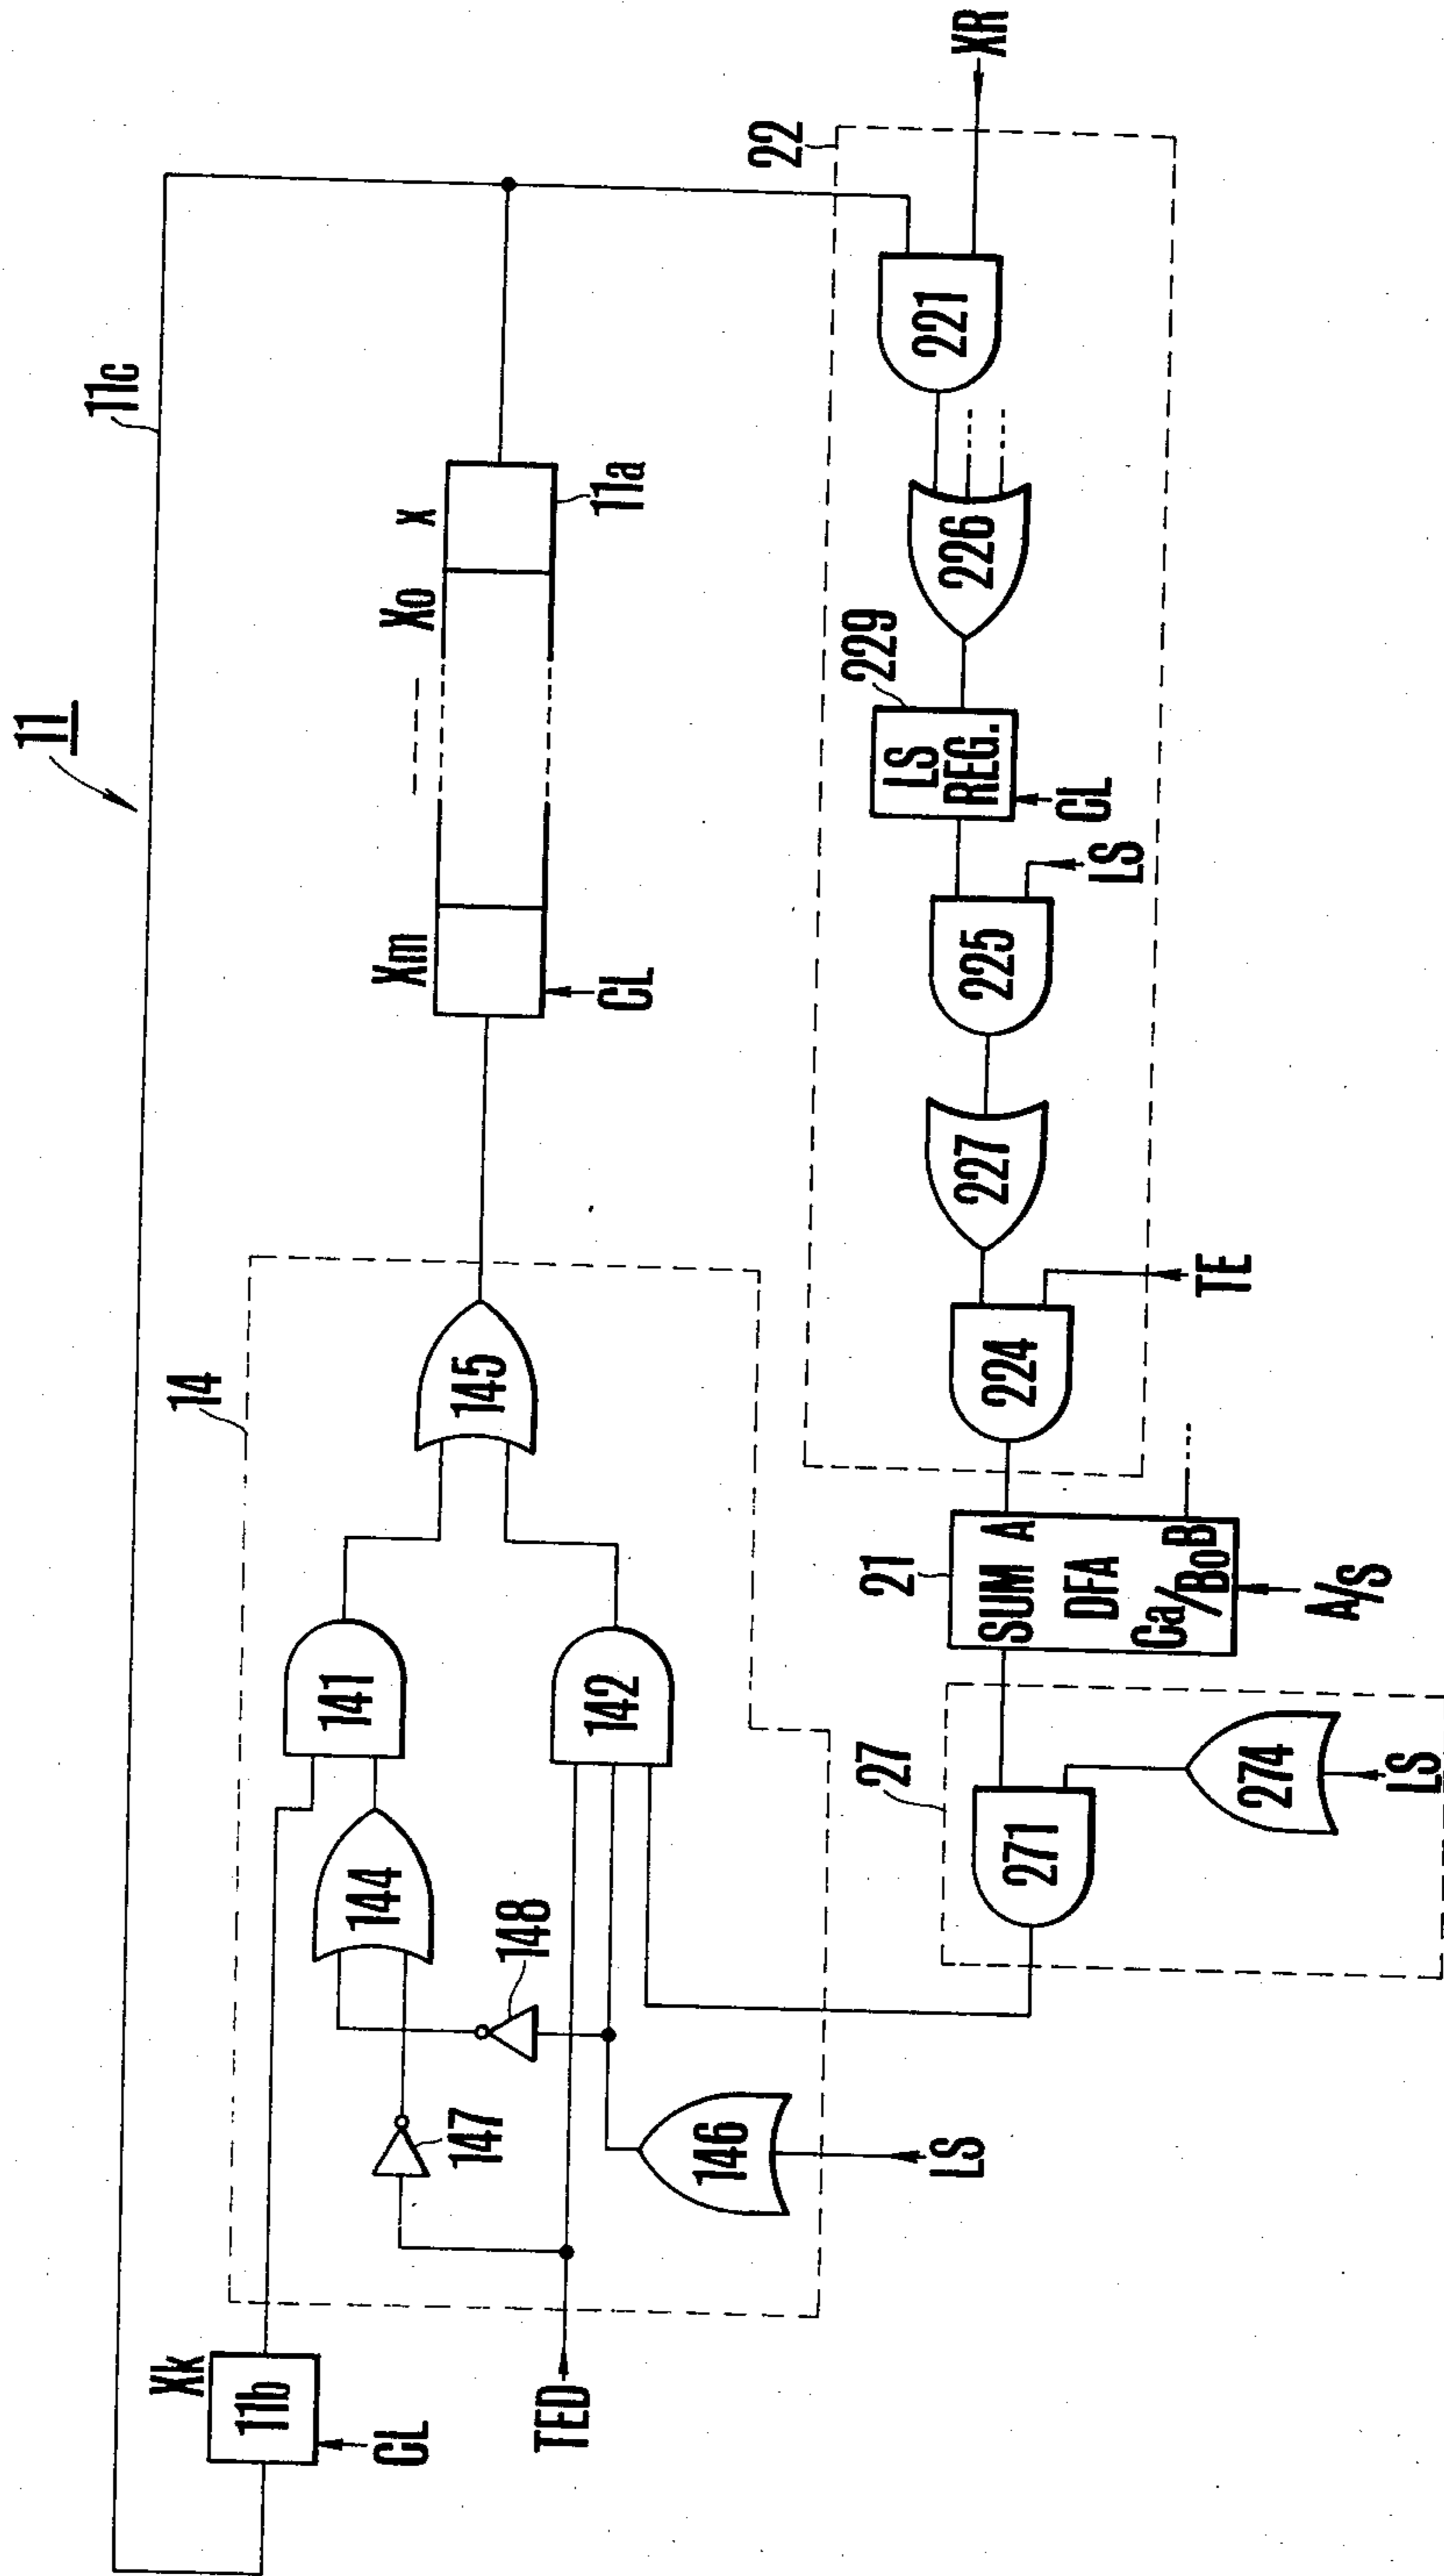 11
11c
14
Xk
11b
CL
TED
147
148
144
141
142
145
146
LS
Xm
Xo
x
11a
CL
22
XR
221
226
229
LS
REG.
CL
225
LS
227
224
TE
21
SUM A
DFA
Ca/Bo B
A/S
27
271
274
LS